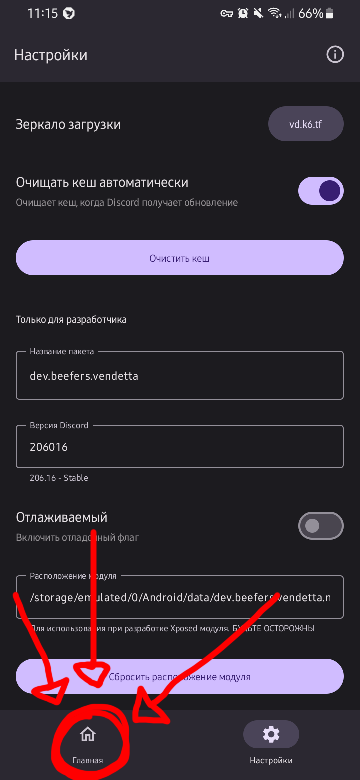 11:15 66%
Настройки
Зеркало загрузки
vd.k6.tf
Очищать кеш автоматически
Очищает кеш, когда Discord получает обновление
Очистить кеш
Только для разработчика
Название пакета
dev.beefers.vendetta
Версия Discord
206016
206.16 - Stable
Отлаживаемый
Включить отладочный флаг
Расположение модуля
/storage/emulated/0/Android/data/dev.beefers.vendetta.n
Для использования при разработке Xposed модуля. БУДЬТЕ ОСТОРОЖНЫ
Сбросить расположение модуля
Главная
Настройки